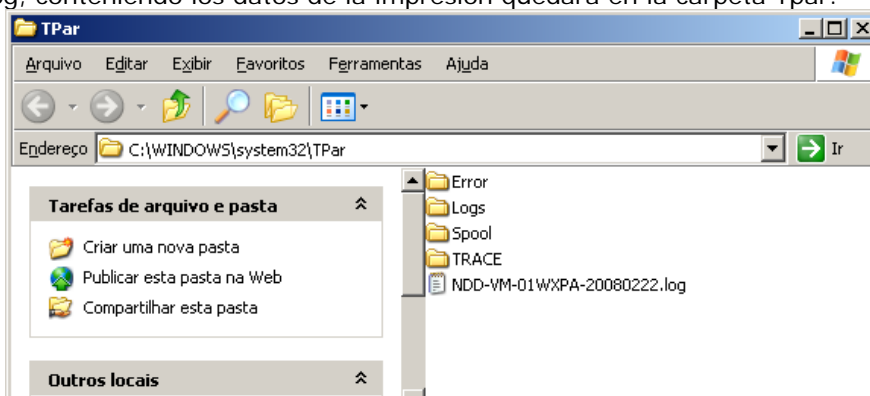 og, conteniendo los datos de la impresión quedará en la carpeta Tpar.
TPar
Arquivo Editar Exibir Favoritos Ferramentas Ajuda
Endereço C:\WINDOWS\system32\TPar Ir
Tarefas de arquivo e pasta
Criar uma nova pasta
Publicar esta pasta na Web
Compartilhar esta pasta
Outros locais
Error
Logs
Spool
TRACE
NDD-VM-01WXPA-20080222.log